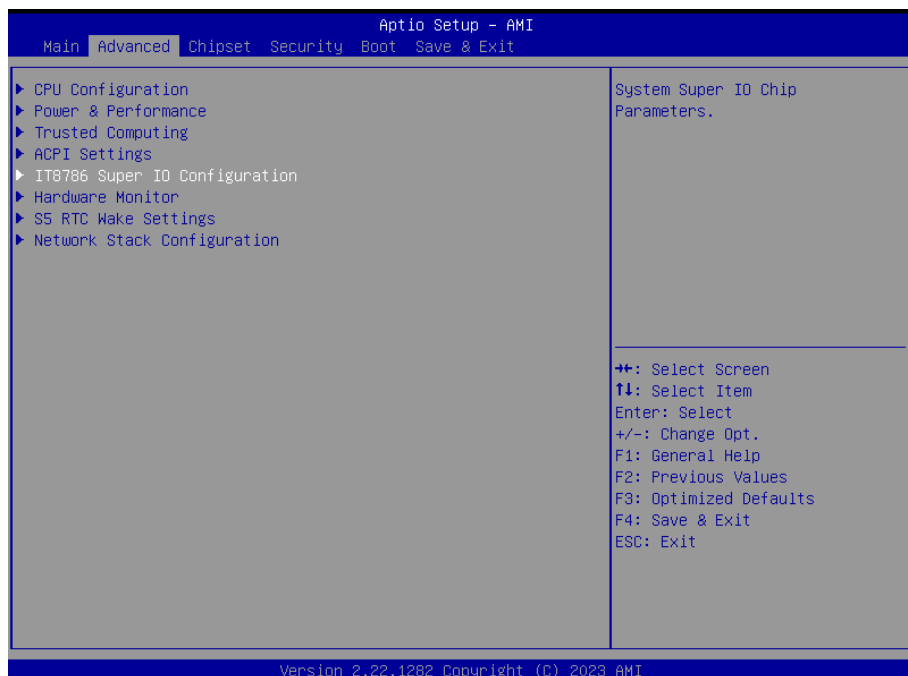 Aptio Setup – AMI
Main Advanced Chipset Security Boot Save & Exit
▶ CPU Configuration
▶ Power & Performance
▶ Trusted Computing
▶ ACPI Settings
▶ IT8786 Super IO Configuration
▶ Hardware Monitor
▶ S5 RTC Wake Settings
▶ Network Stack Configuration
System Super IO Chip
Parameters.
→←: Select Screen
↑↓: Select Item
Enter: Select
+/-: Change Opt.
F1: General Help
F2: Previous Values
F3: Optimized Defaults
F4: Save & Exit
ESC: Exit
Version 2.22.1282 Copyright (C) 2023 AMI